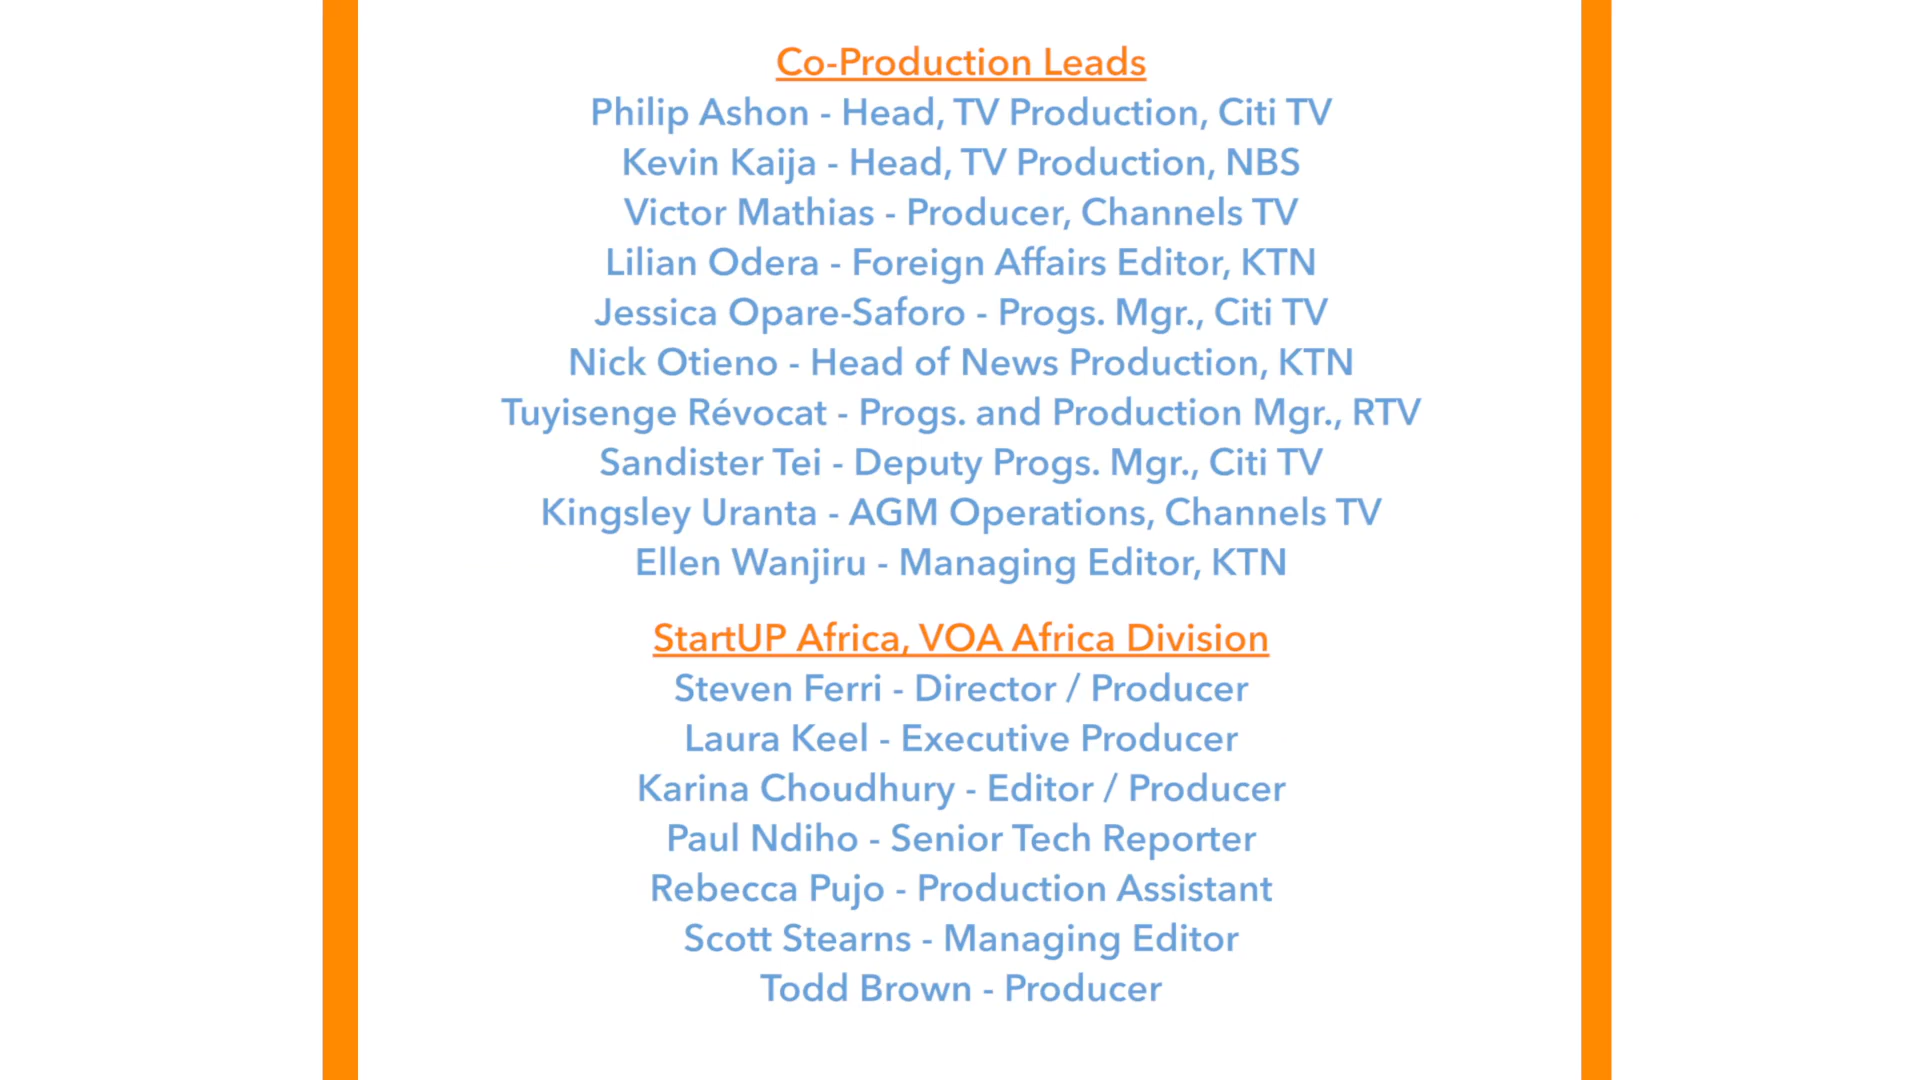 Co-Production Leads
Philip Ashon - Head, TV Production, Citi TV
Kevin Kaija - Head, TV Production, NBS
Victor Mathias - Producer, Channels TV
Lilian Odera - Foreign Affairs Editor, KTN
Jessica Opare-Saforo - Progs. Mgr., Citi TV
Nick Otieno - Head of News Production, KTN
Tuyisenge Révocat - Progs. and Production Mgr., RTV
Sandister Tei - Deputy Progs. Mgr., Citi TV
Kingsley Uranta - AGM Operations, Channels TV
Ellen Wanjiru - Managing Editor, KTN
StartUP Africa, VOA Africa Division
Steven Ferri - Director / Producer
Laura Keel - Executive Producer
Karina Choudhury - Editor / Producer
Paul Ndiho - Senior Tech Reporter
Rebecca Pujo - Production Assistant
Scott Stearns - Managing Editor
Todd Brown - Producer